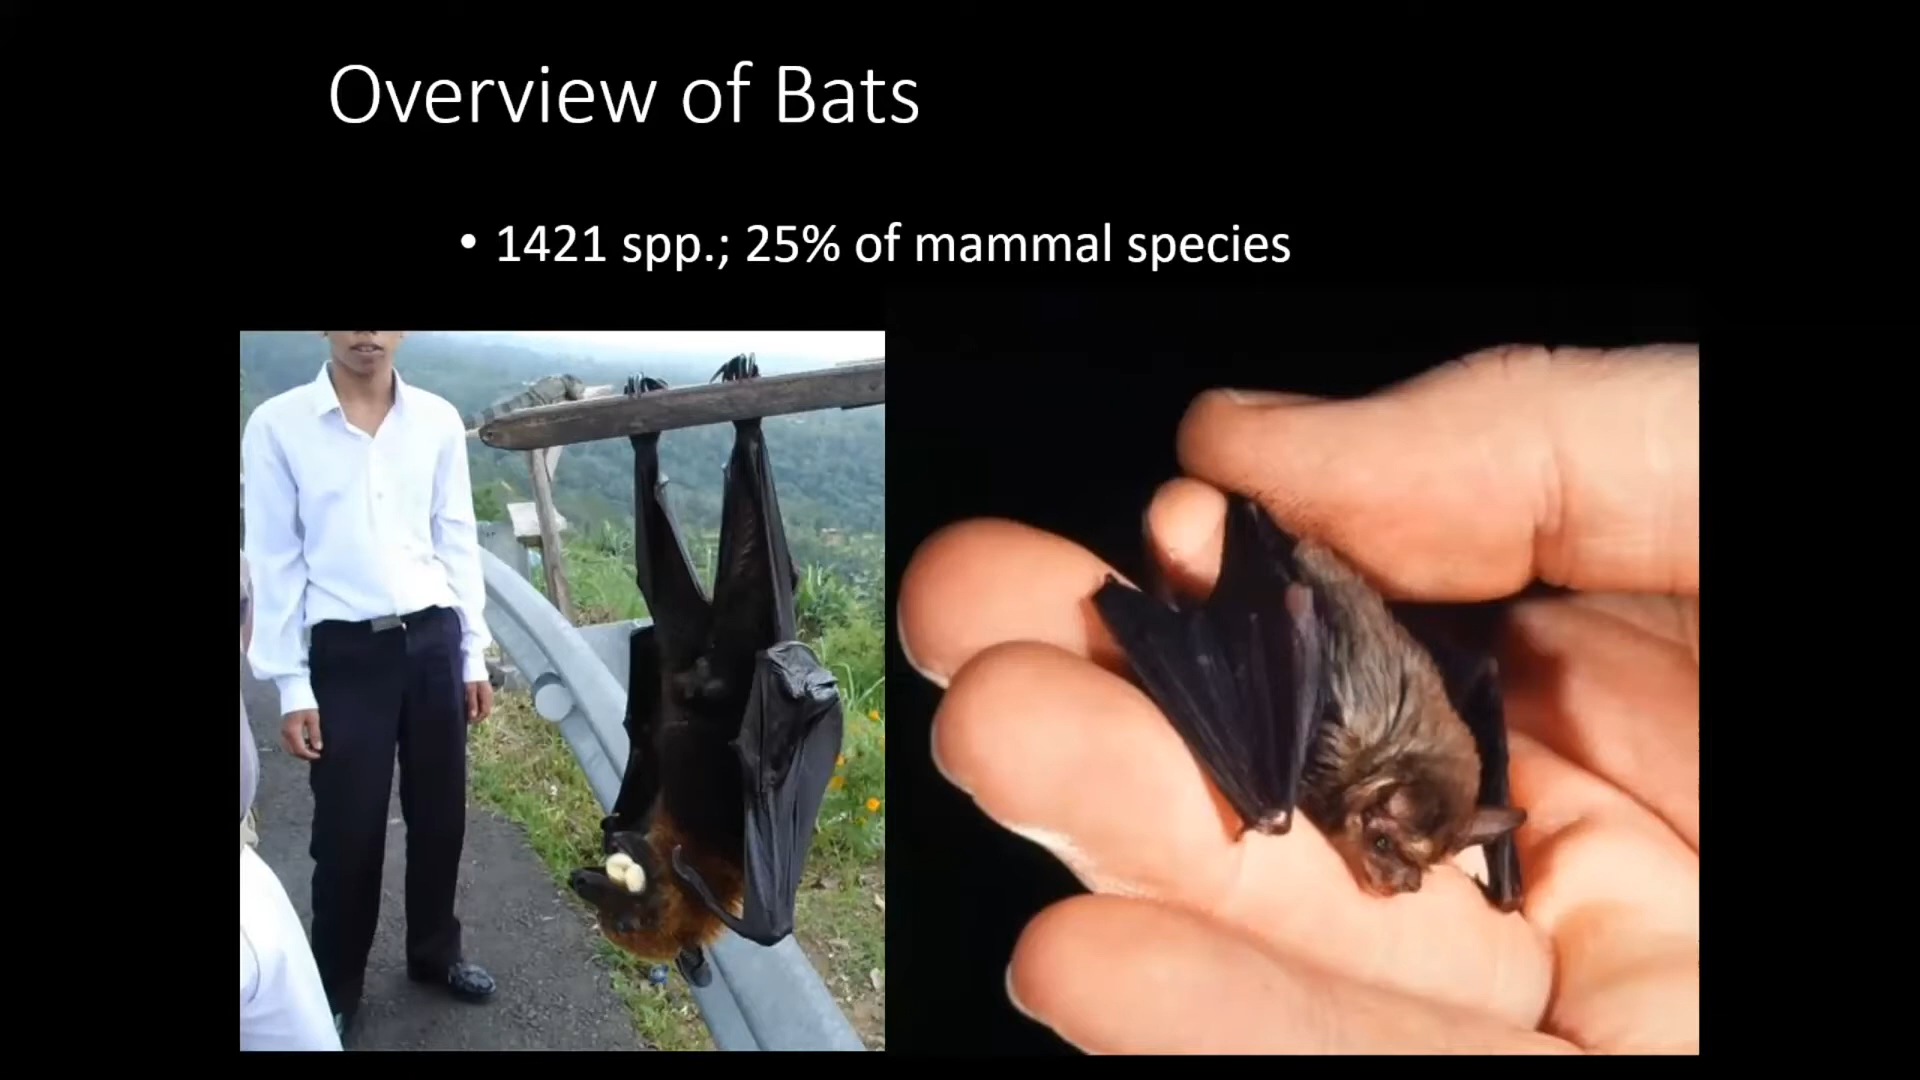 Overview of Bats
• 1421 spp.; 25% of mammal species